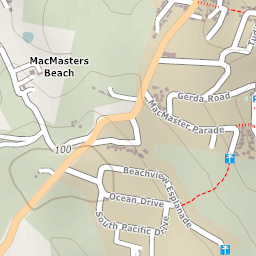 MacMasters
Beach
Gerda Road
MacMaster Parade
100
Beachview Esplanade
Ocean Drive
South Pacific Drive